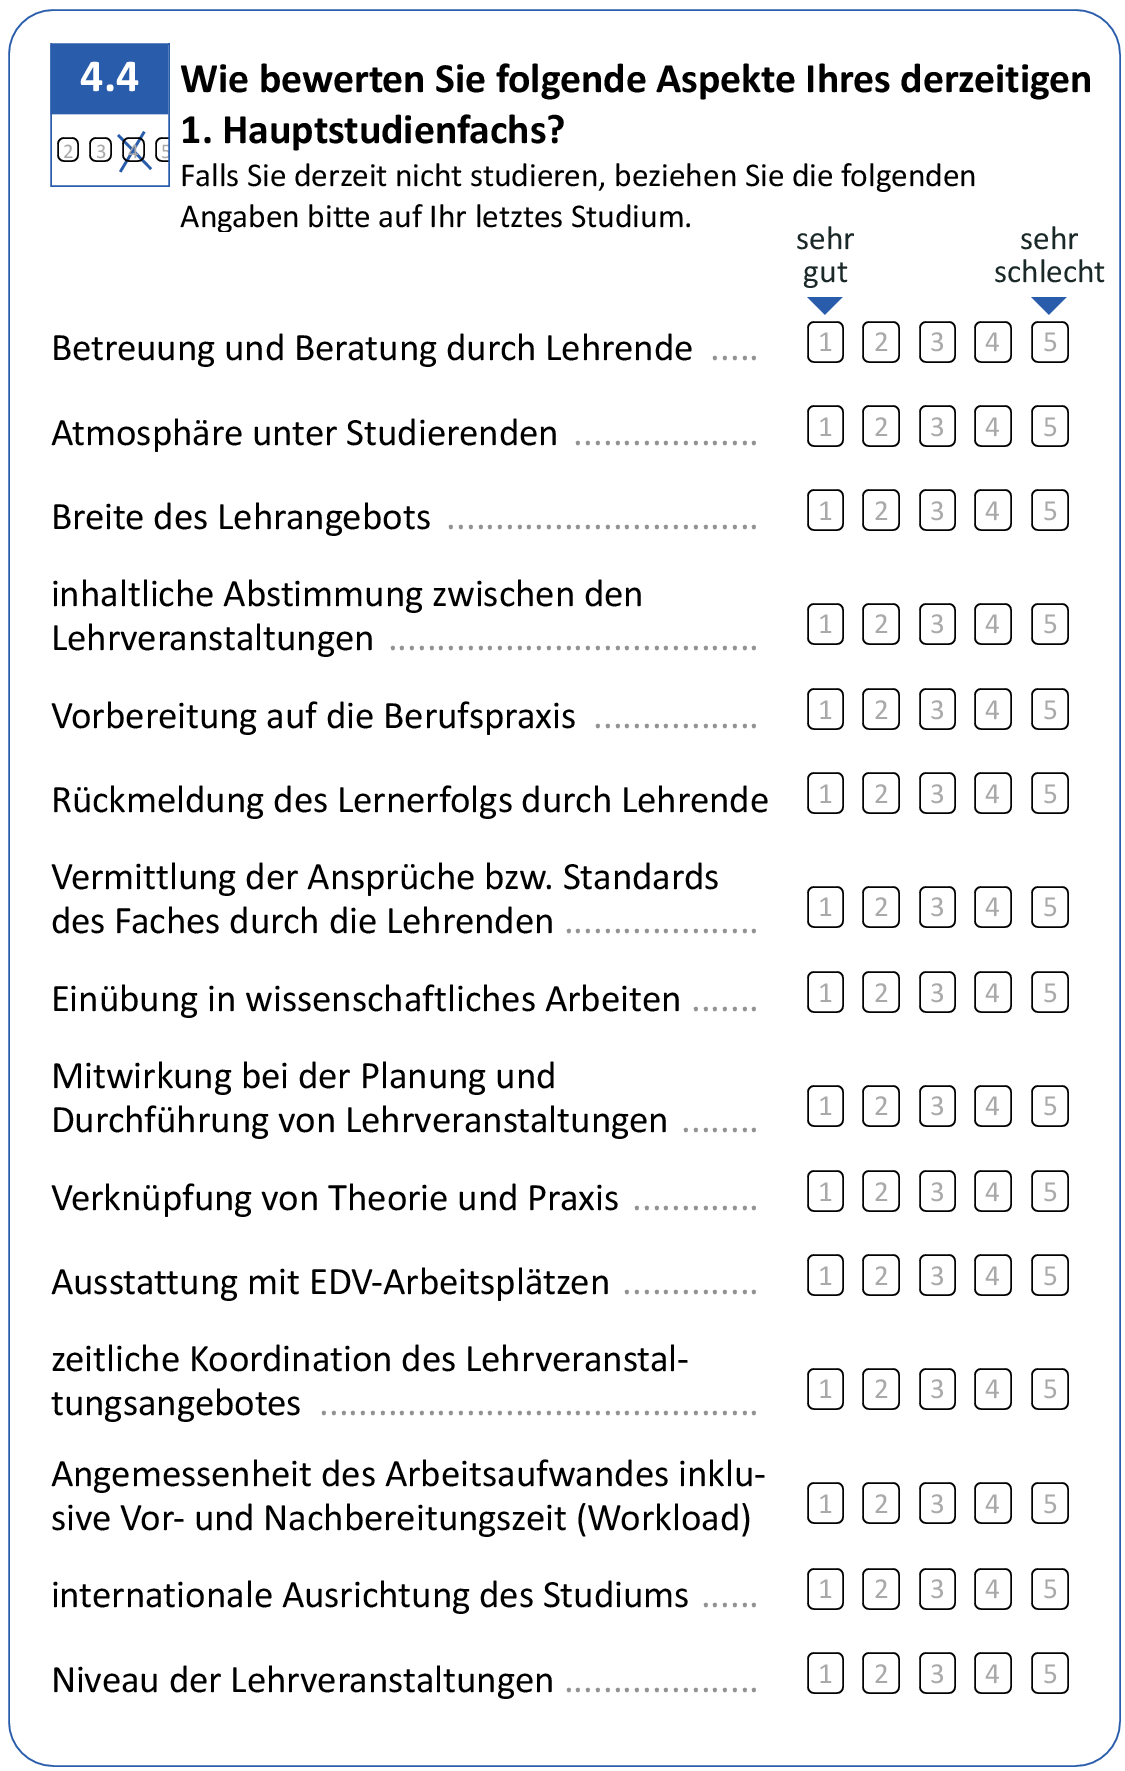 4.4
2 3 4 5
Wie bewerten Sie folgende Aspekte Ihres derzeitigen
1. Hauptstudienfachs?
Falls Sie derzeit nicht studieren, beziehen Sie die folgenden
Angaben bitte auf Ihr letztes Studium.
sehr gut
sehr schlecht
Betreuung und Beratung durch Lehrende ..... 1 2 3 4 5
Atmosphäre unter Studierenden ................... 1 2 3 4 5
Breite des Lehrangebots ................................ 1 2 3 4 5
inhaltliche Abstimmung zwischen den
Lehrveranstaltungen ...................................... 1 2 3 4 5
Vorbereitung auf die Berufspraxis ................. 1 2 3 4 5
Rückmeldung des Lernerfolgs durch Lehrende 1 2 3 4 5
Vermittlung der Ansprüche bzw. Standards
des Faches durch die Lehrenden .................... 1 2 3 4 5
Einübung in wissenschaftliches Arbeiten ....... 1 2 3 4 5
Mitwirkung bei der Planung und
Durchführung von Lehrveranstaltungen ........ 1 2 3 4 5
Verknüpfung von Theorie und Praxis ............. 1 2 3 4 5
Ausstattung mit EDV-Arbeitsplätzen .............. 1 2 3 4 5
zeitliche Koordination des Lehrveranstal-
tungsangebotes ............................................. 1 2 3 4 5
Angemessenheit des Arbeitsaufwandes inklu-
sive Vor- und Nachbereitungszeit (Workload) 1 2 3 4 5
internationale Ausrichtung des Studiums ...... 1 2 3 4 5
Niveau der Lehrveranstaltungen .................... 1 2 3 4 5